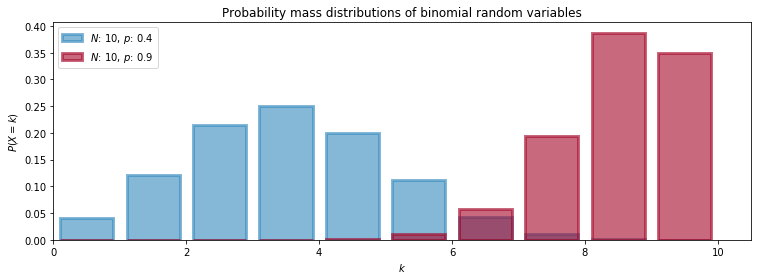 Probability mass distributions of binomial random variables
N: 10, p: 0.4
N: 10, p: 0.9
P(X = k)
0.40
0.35
0.30
0.25
0.20
0.15
0.10
0.05
0.00
0 2 4 6 8 10
k